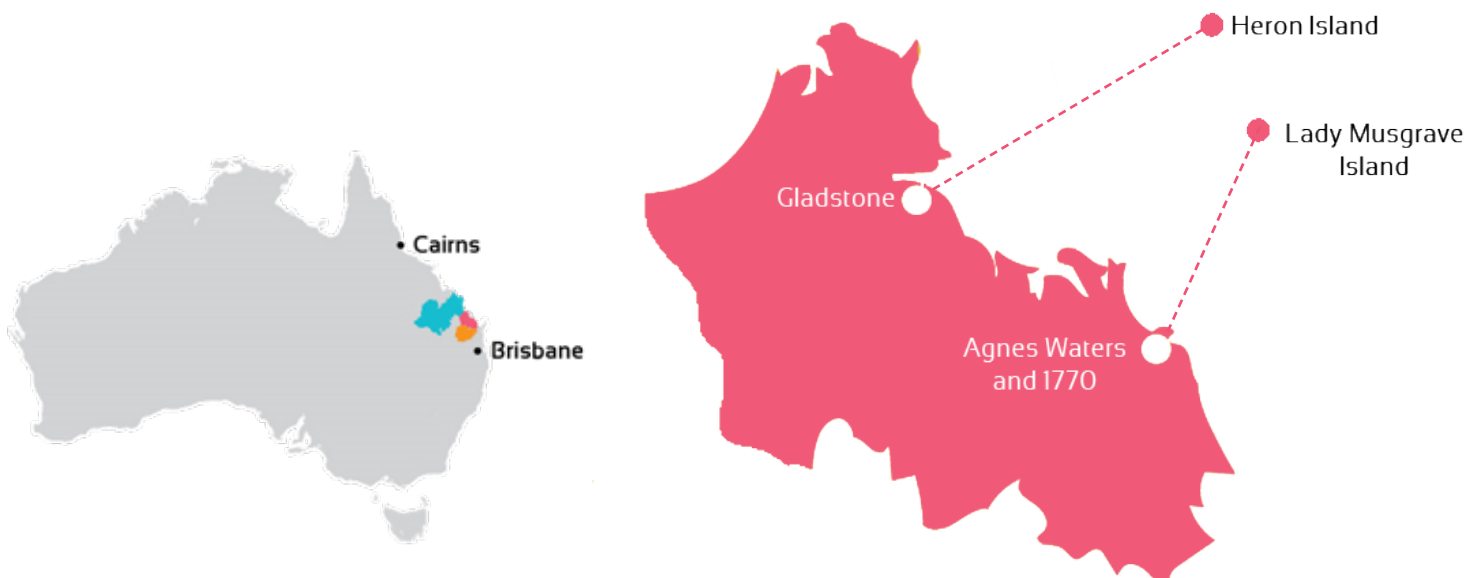 Cairns
Brisbane
Heron Island
Lady Musgrave
Island
Gladstone
Agnes Waters
and 1770